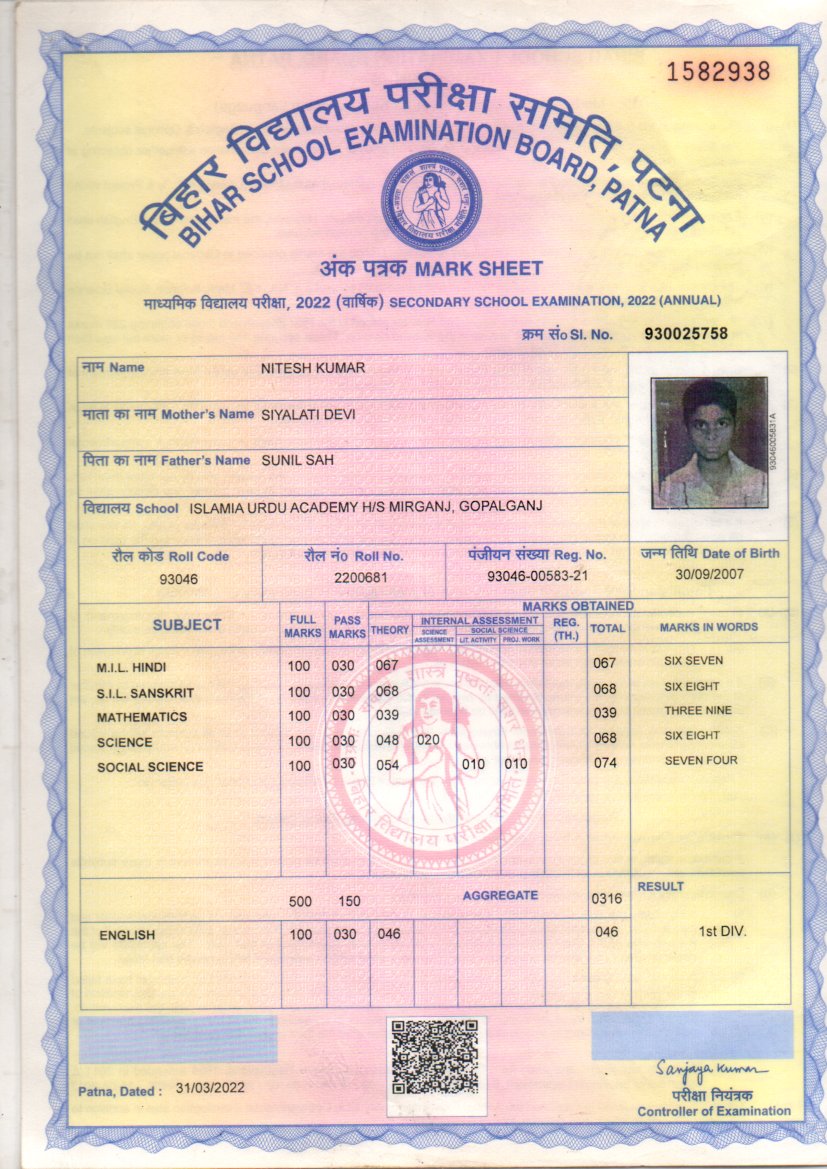 1582938
बिहार विद्यालय परीक्षा समिति, पटना
BIHAR SCHOOL EXAMINATION BOARD, PATNA
अंक पत्रक MARK SHEET
माध्यमिक विद्यालय परीक्षा, 2022 (वार्षिक) SECONDARY SCHOOL EXAMINATION, 2022 (ANNUAL)
क्रम सं० Sl. No. 930025758
नाम Name NITESH KUMAR
माता का नाम Mother's Name SIYALATI DEVI
पिता का नाम Father's Name SUNIL SAH
विद्यालय School ISLAMIA URDU ACADEMY H/S MIRGANJ, GOPALGANJ
93046005831A
रौल कोड Roll Code रौल नं० Roll No. पंजीयन संख्या Reg. No. जन्म तिथि Date of Birth
93046 2200681 93046-00583-21 30/09/2007
MARKS OBTAINED
SUBJECT FULL MARKS PASS MARKS THEORY INTERNAL ASSESSMENT REG. (TH.) TOTAL MARKS IN WORDS
SCIENCE ASSESSMENT SOCIAL SCIENCE LIT. ACTIVITY PROJ. WORK
M.I.L. HINDI 100 030 067 067 SIX SEVEN
S.I.L. SANSKRIT 100 030 068 068 SIX EIGHT
MATHEMATICS 100 030 039 039 THREE NINE
SCIENCE 100 030 048 020 068 SIX EIGHT
SOCIAL SCIENCE 100 030 054 010 010 074 SEVEN FOUR
बिहार विद्यालय परीक्षा समिति
500 150 AGGREGATE 0316 RESULT
ENGLISH 100 030 046 046 1st DIV.
Patna, Dated : 31/03/2022
Sanjaya Kumar
परीक्षा नियंत्रक
Controller of Examination